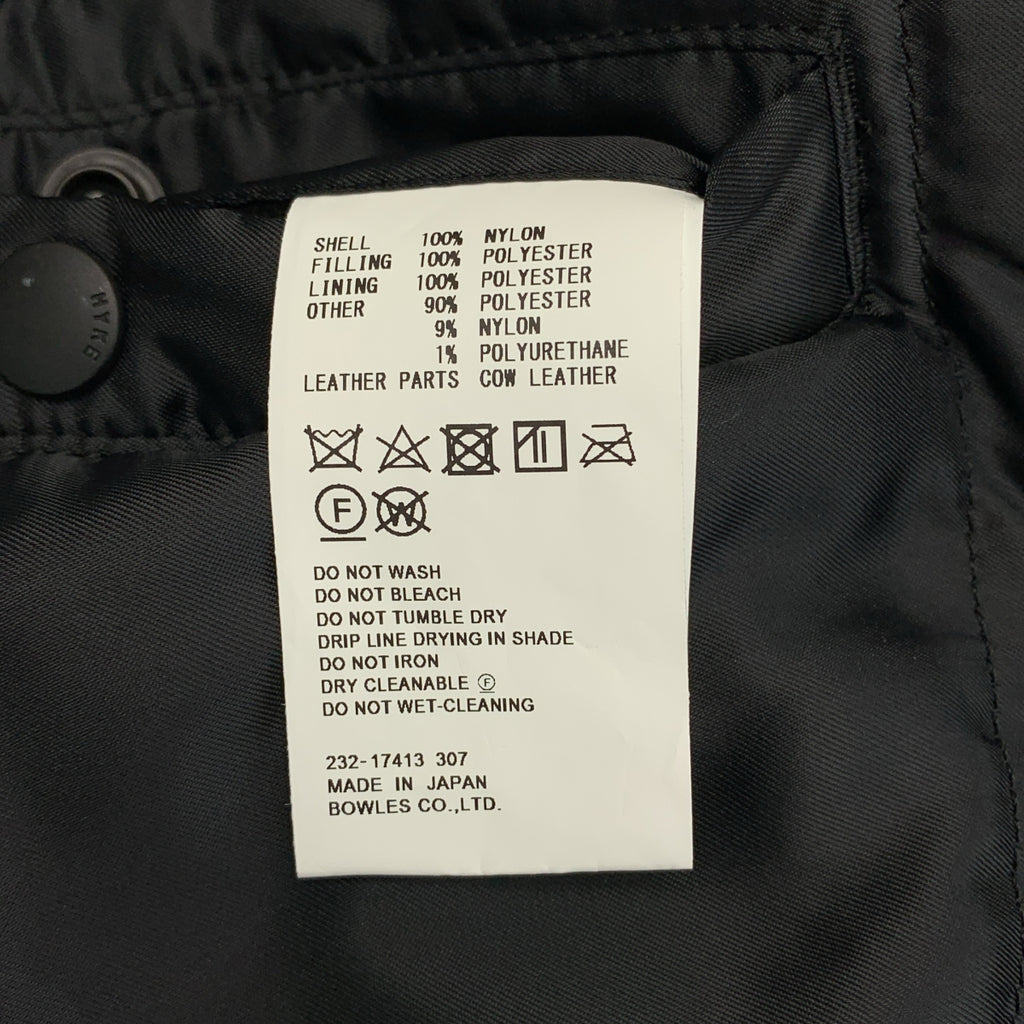 HYKE
SHELL 100% NYLON
FILLING 100% POLYESTER
LINING 100% POLYESTER
OTHER 90% POLYESTER
9% NYLON
1% POLYURETHANE
LEATHER PARTS COW LEATHER
F W
DO NOT WASH
DO NOT BLEACH
DO NOT TUMBLE DRY
DRIP LINE DRYING IN SHADE
DO NOT IRON
DRY CLEANABLE Ⓕ
DO NOT WET-CLEANING
232-17413 307
MADE IN JAPAN
BOWLES CO.,LTD.